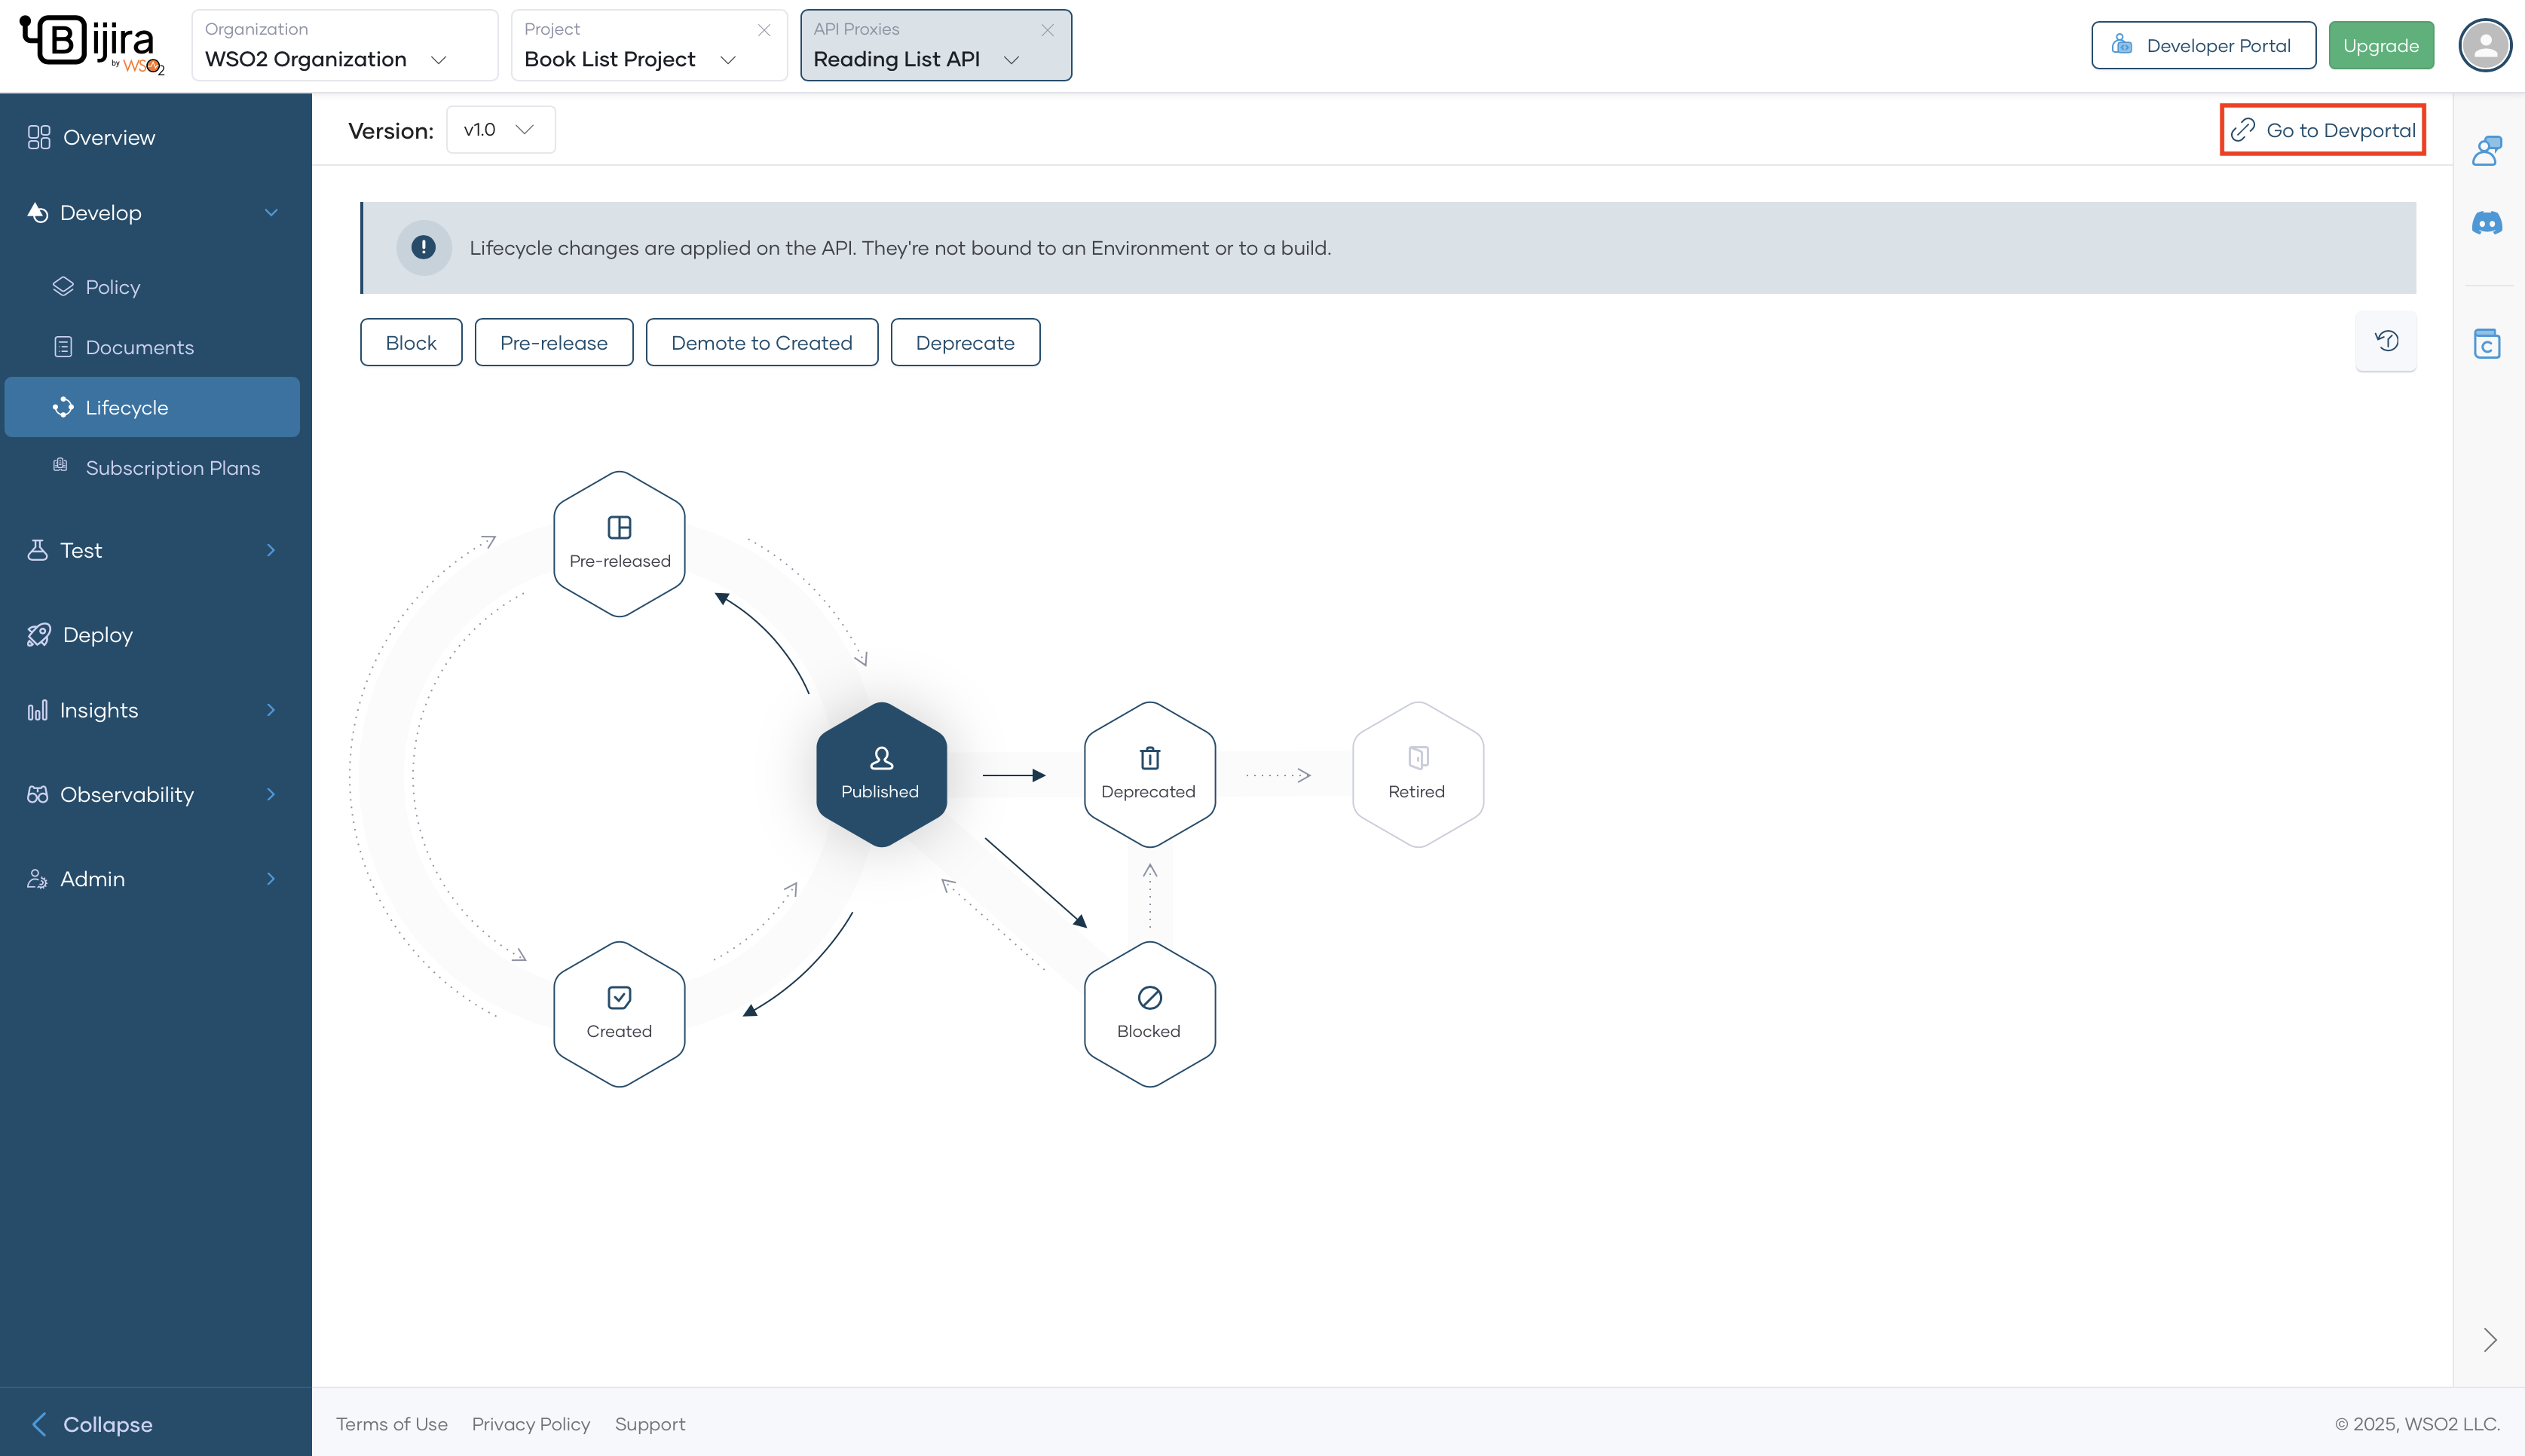 Bijira
by WSO2
Organization
WSO2 Organization
Project
Book List Project
API Proxies
Reading List API
Developer Portal
Upgrade
Overview
Develop
Policy
Documents
Lifecycle
Subscription Plans
Test
Deploy
Insights
Observability
Admin
Collapse
Version:
v1.0
Go to Devportal
Lifecycle changes are applied on the API. They're not bound to an Environment or to a build.
Block
Pre-release
Demote to Created
Deprecate
Pre-released
Published
Deprecated
Retired
Created
Blocked
C
Terms of Use
Privacy Policy
Support
© 2025, WSO2 LLC.